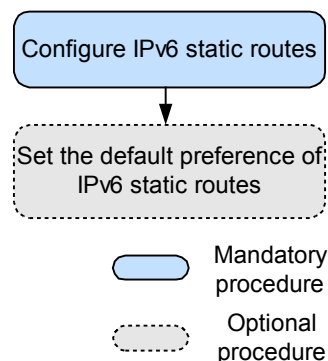 Configure IPv6 static routes
Set the default preference of
IPv6 static routes
Mandatory
procedure
Optional
procedure